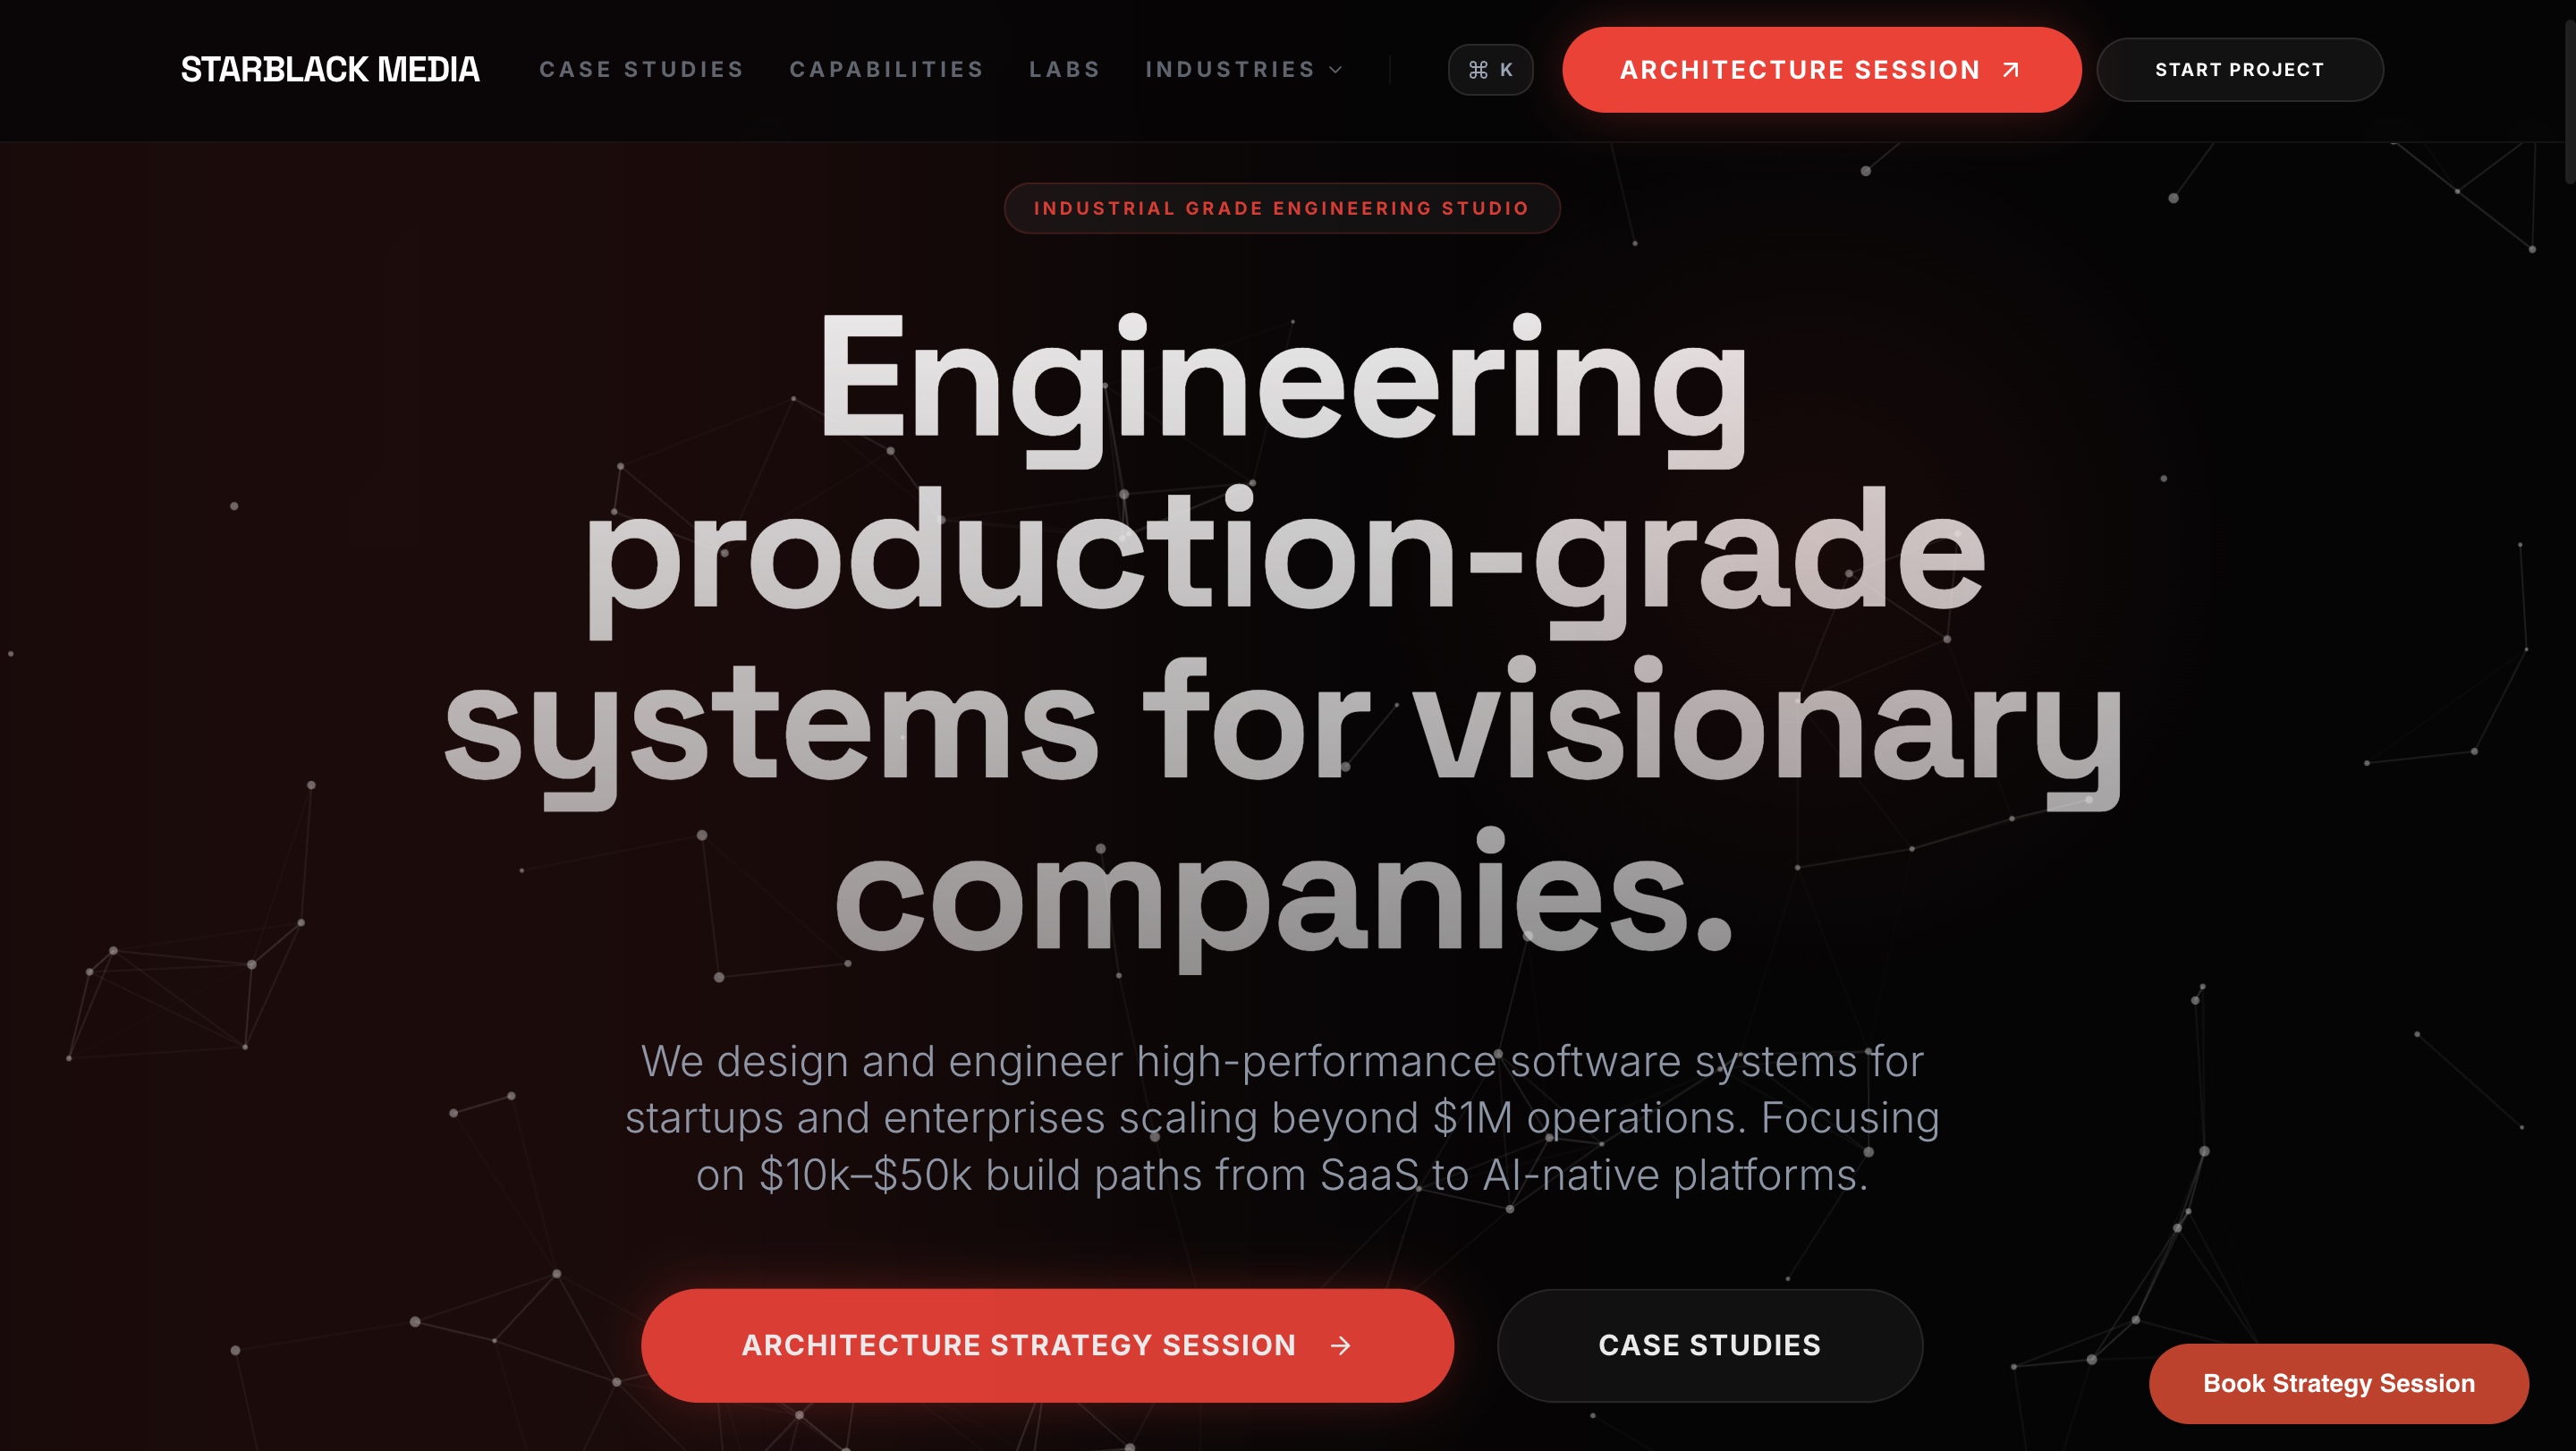 STARBLACK MEDIA
CASE STUDIES
CAPABILITIES
LABS
INDUSTRIES
⌘ K
ARCHITECTURE SESSION
START PROJECT
INDUSTRIAL GRADE ENGINEERING STUDIO
Engineering
production-grade
systems for visionary
companies.
We design and engineer high-performance software systems for
startups and enterprises scaling beyond $1M operations. Focusing
on $10k–$50k build paths from SaaS to AI-native platforms.
ARCHITECTURE STRATEGY SESSION →
CASE STUDIES
Book Strategy Session